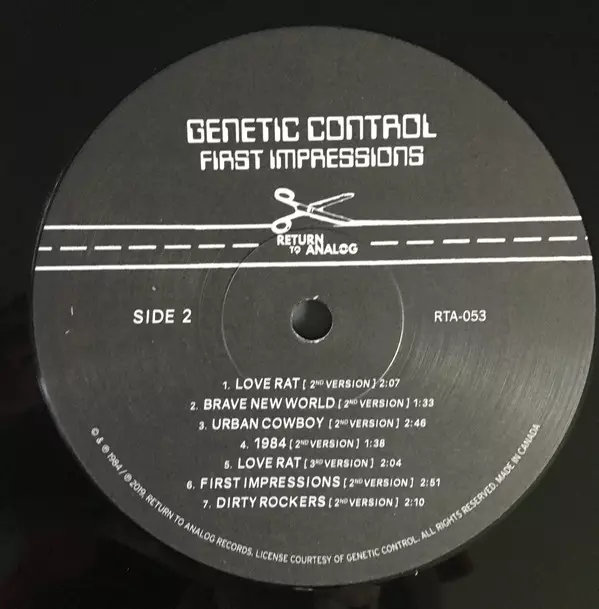 GENETIC CONTROL
FIRST IMPRESSIONS
RETURN
TO ANALOG
SIDE 2
RTA-053
1. LOVE RAT [ 2ND VERSION ] 2:07
2. BRAVE NEW WORLD [ 2ND VERSION ] 1:33
3. URBAN COWBOY [ 2ND VERSION ] 2:46
4. 1984 [ 2ND VERSION ] 1:38
5. LOVE RAT [ 3RD VERSION ] 2:04
6. FIRST IMPRESSIONS [ 2ND VERSION ] 2:51
7. DIRTY ROCKERS [ 2ND VERSION ] 2:10
© & ℗ 1984 / ℗ 2019. RETURN TO ANALOG RECORDS. LICENSE COURTESY OF GENETIC CONTROL. ALL RIGHTS RESERVED. MADE IN CANADA